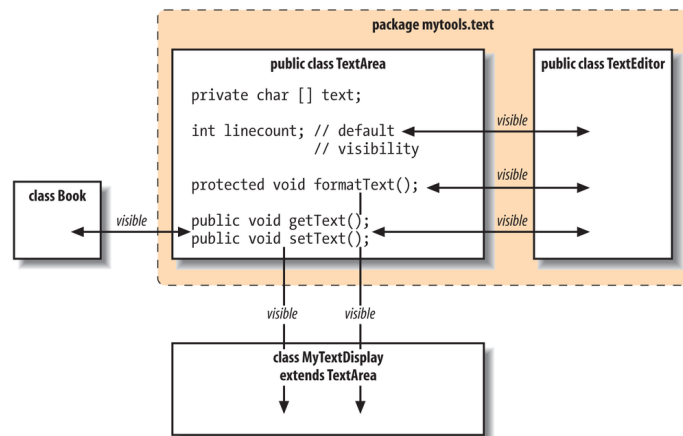 package mytools.text
public class TextArea
public class TextEditor
private char [] text;
int linecount; // default
// visibility
visible
protected void formatText();
visible
class Book
visible
public void getText();
public void setText();
visible
visible
visible
class MyTextDisplay
extends TextArea